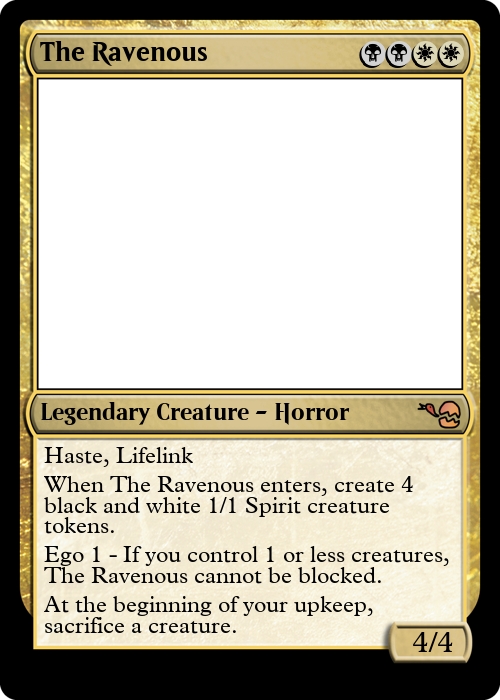 The Ravenous
Legendary Creature - Horror
Haste, Lifelink
When The Ravenous enters, create 4
black and white 1/1 Spirit creature
tokens.
Ego 1 - If you control 1 or less creatures,
The Ravenous cannot be blocked.
At the beginning of your upkeep,
sacrifice a creature.
4/4